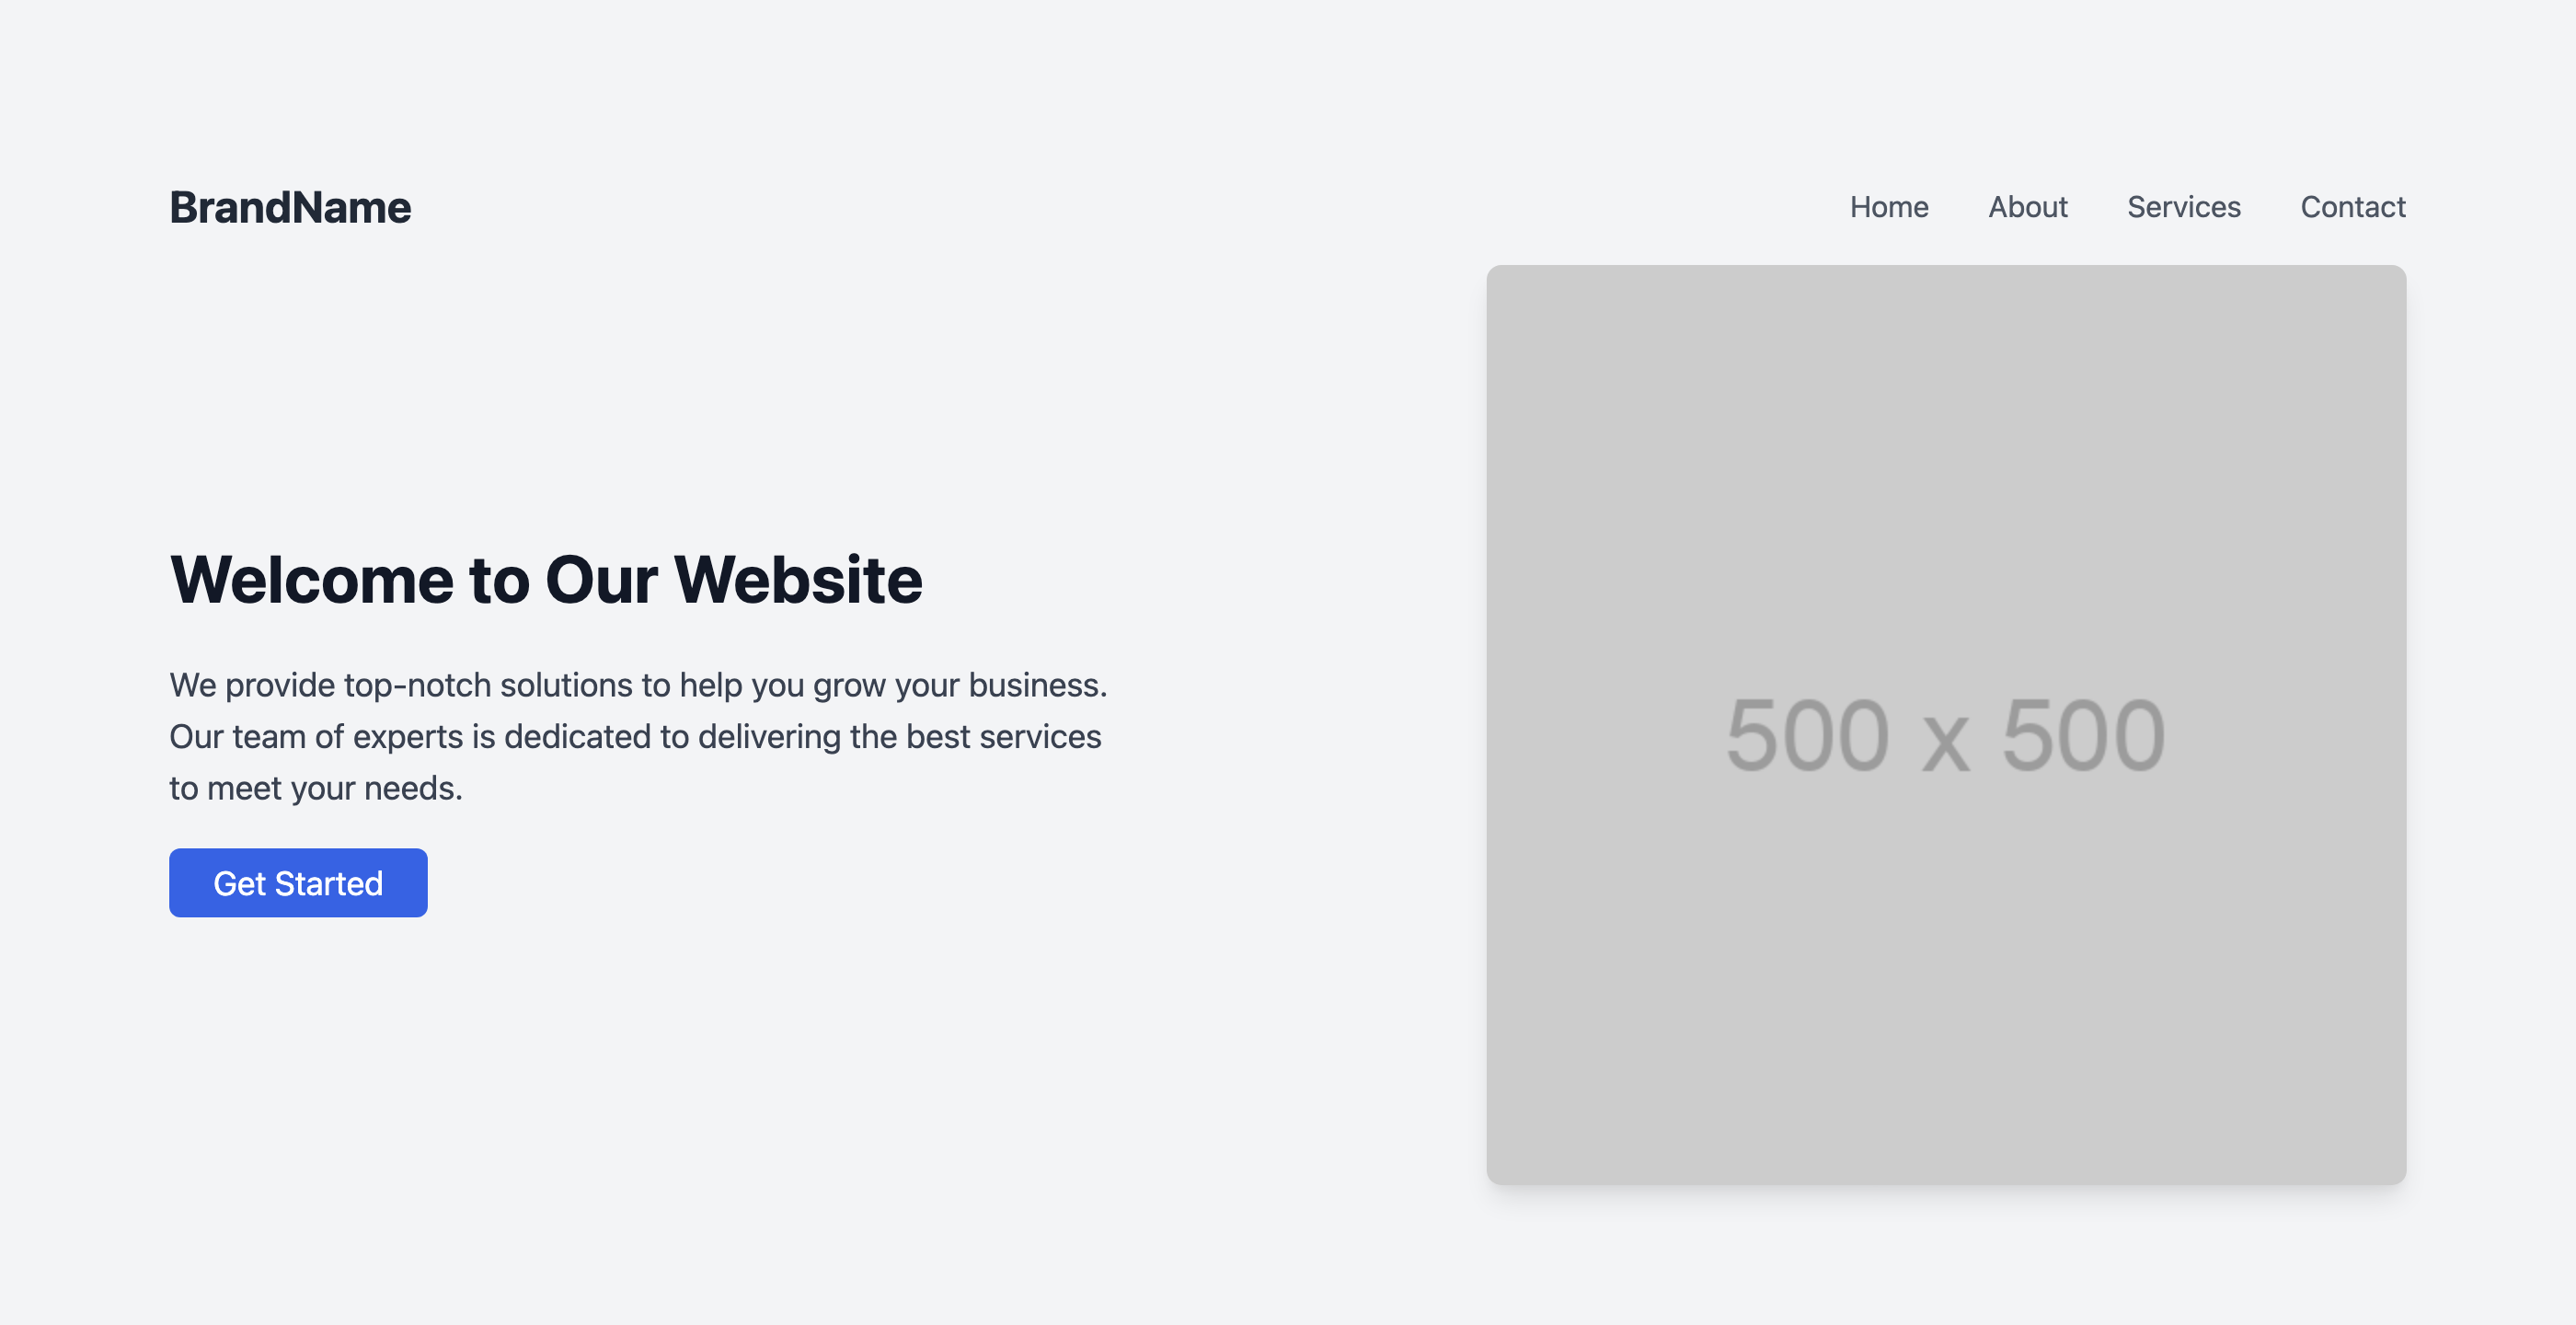 BrandName
Home About Services Contact
Welcome to Our Website
We provide top-notch solutions to help you grow your business.
Our team of experts is dedicated to delivering the best services
to meet your needs.
Get Started
500 x 500